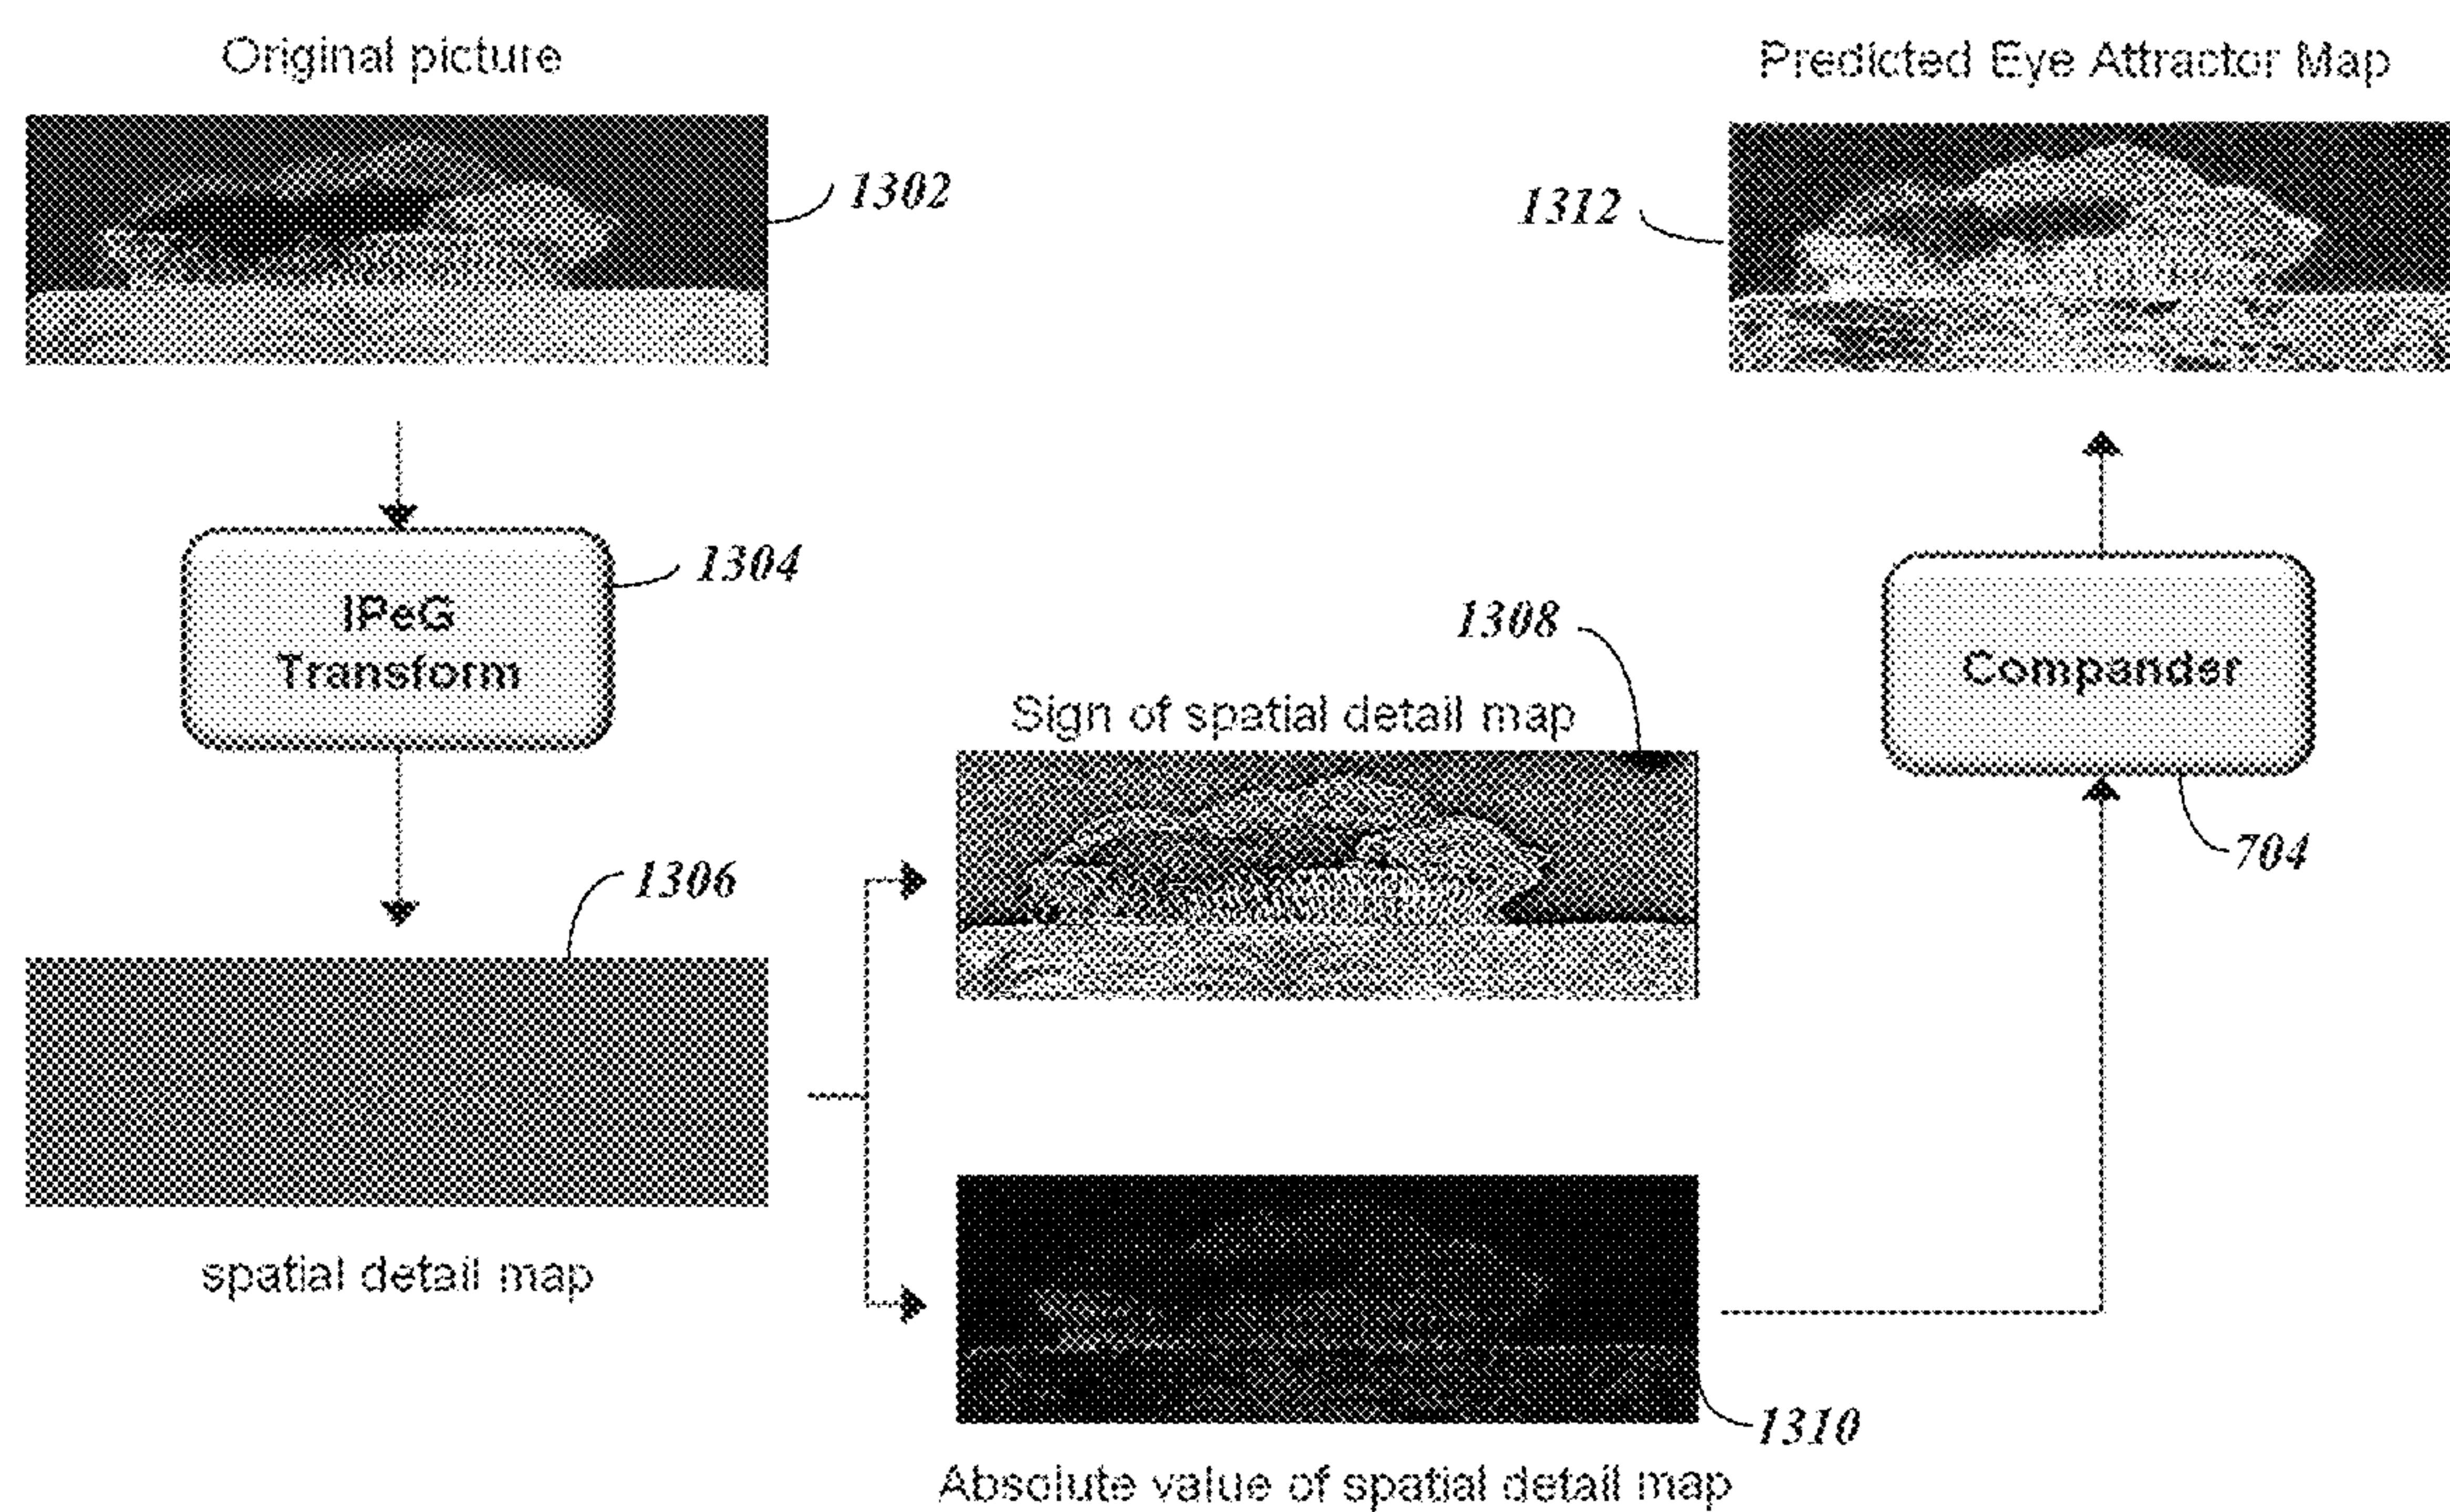 Original picture
Predicted Eye Attractor Map
1302
1312
1304
IPeG
Transform
1308
Sign of spatial detail map
Compander
704
1306
spatial detail map
1310
Absolute value of spatial detail map